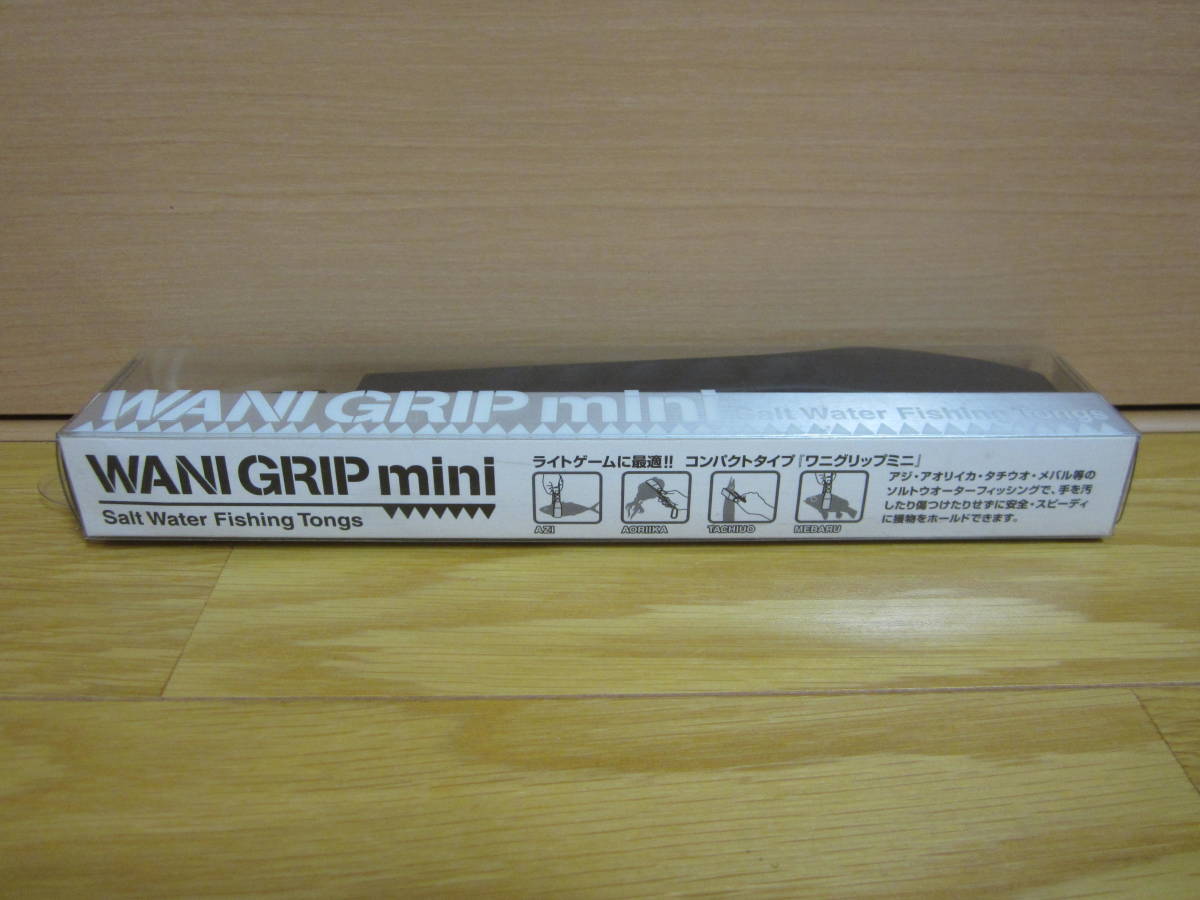 WANI GRIP mini
Salt Water Fishing Tongs
WANI GRIP mini
Salt Water Fishing Tongs
ライトゲームに最適!! コンパクトタイプ『ワニグリップミニ』
AZI
AORIIKA
TACHIUO
MEBARU
アジ・アオリイカ・タチウオ・メバル等の
ソルトウオーターフィッシングで、手を汚
したり傷つけたりせずに安全・スピーディ
に獲物をホールドできます。